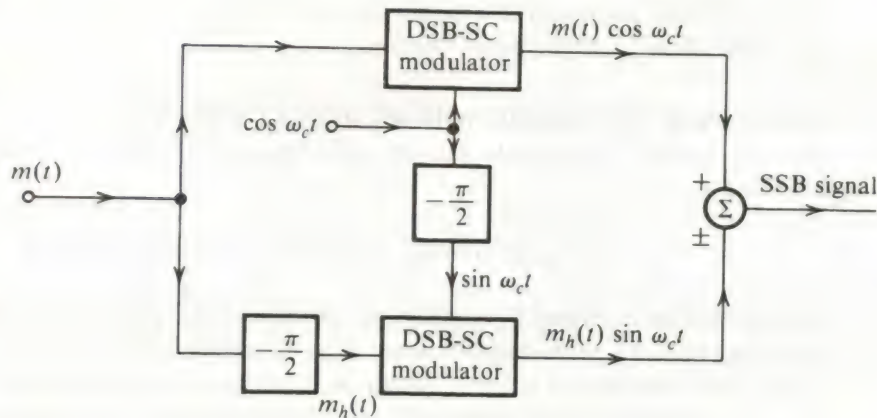 DSB-SC
modulator
m(t) cos ω_c t
cos ω_c t
m(t)
-π/2
+
SSB signal
Σ
±
sin ω_c t
DSB-SC
modulator
m_h(t) sin ω_c t
-π/2
m_h(t)